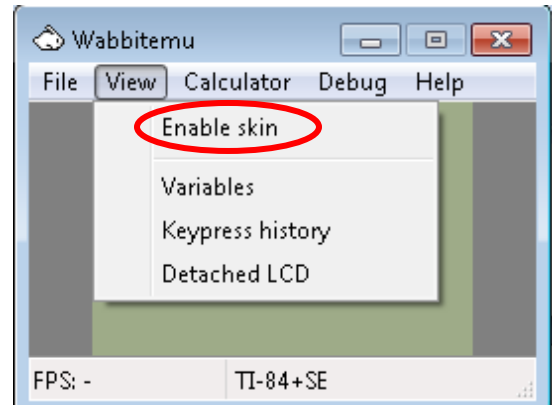 Wabbitemu
File View Calculator Debug Help
Enable skin
Variables
Keypress history
Detached LCD
FPS: - TI-84+SE